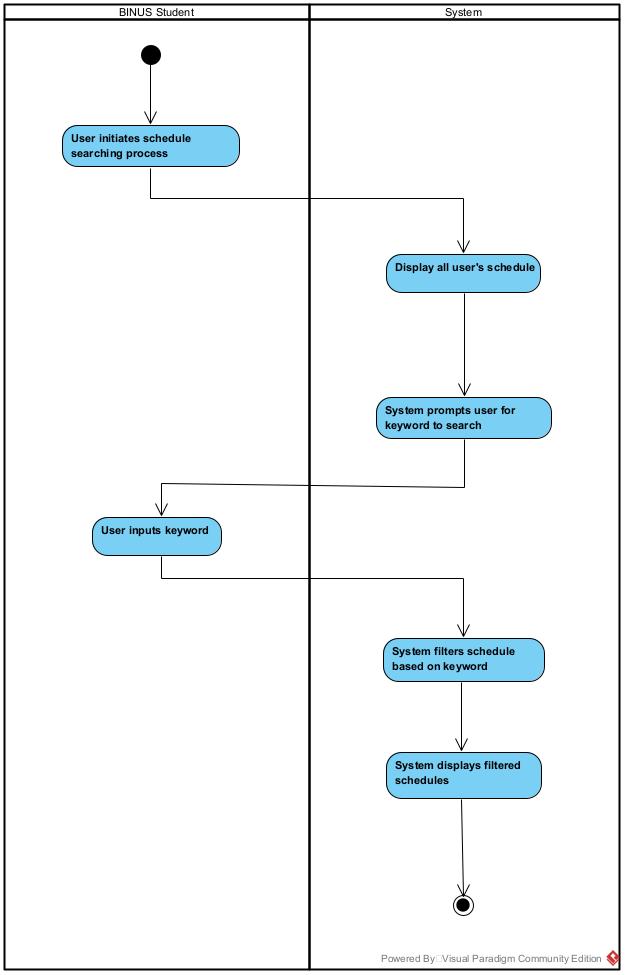 BINUS Student
System
User initiates schedule
searching process
Display all user's schedule
System prompts user for
keyword to search
User inputs keyword
System filters schedule
based on keyword
System displays filtered
schedules
Powered By Visual Paradigm Community Edition